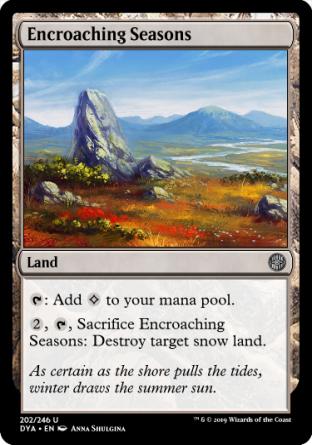 Encroaching Seasons
Land
: Add to your mana pool.
2, , Sacrifice Encroaching
Seasons: Destroy target snow land.
As certain as the shore pulls the tides,
winter draws the summer sun.
202/246 U
DYA • EN Anna Shulgina
™ & © 2019 Wizards of the Coast